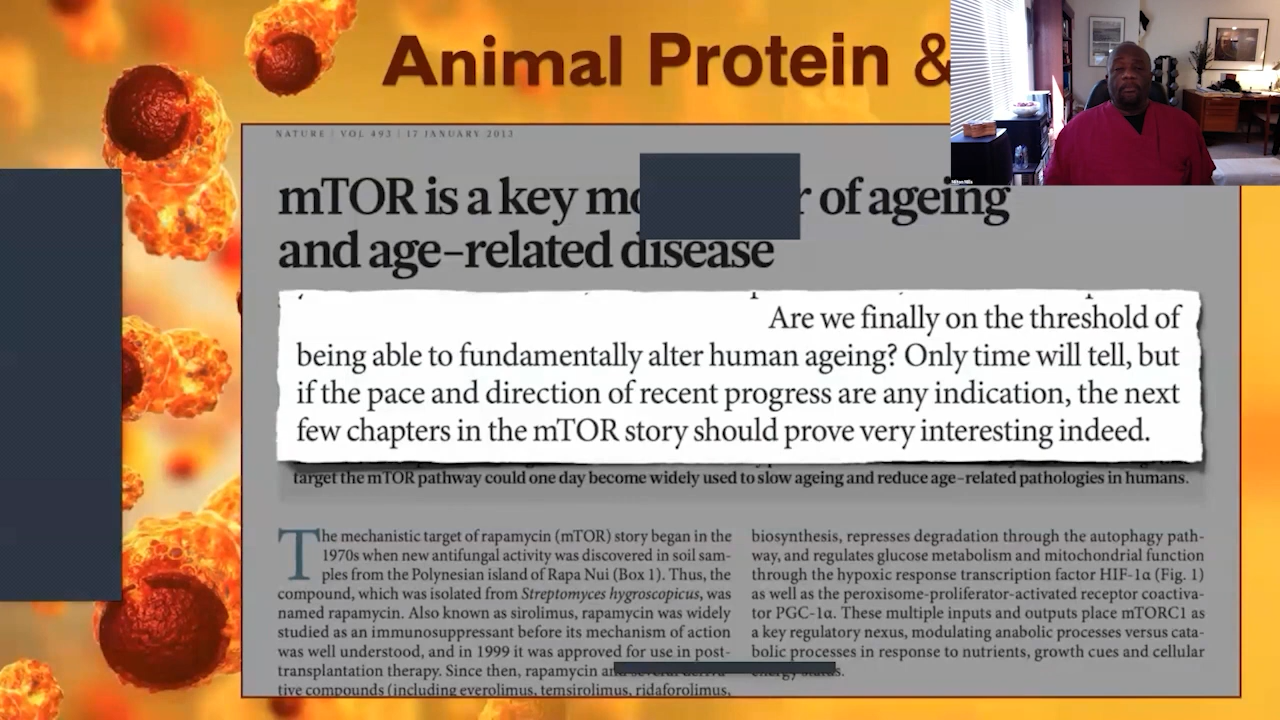 Animal Protein &
NATURE | VOL 493 | 17 JANUARY 2013
mTOR is a key of ageing
and age-related disease
Are we finally on the threshold of
being able to fundamentally alter human ageing? Only time will tell, but
if the pace and direction of recent progress are any indication, the next
few chapters in the mTOR story should prove very interesting indeed.
target the mTOR pathway could one day become widely used to slow ageing and reduce age-related pathologies in humans.
The mechanistic target of rapamycin (mTOR) story began in the
1970s when new antifungal activity was discovered in soil sam-
ples from the Polynesian island of Rapa Nui (Box 1). Thus, the
compound, which was isolated from Streptomyces hygroscopicus, was
named rapamycin. Also known as sirolimus, rapamycin was widely
studied as an immunosuppressant before its mechanism of action
was well understood, and in 1999 it was approved for use in post-
transplantation therapy. Since then, rapamycin and
tive compounds (including everolimus, temsirolimus, ridaforolimus,
biosynthesis, represses degradation through the autophagy path-
way, and regulates glucose metabolism and mitochondrial function
through the hypoxic response transcription factor HIF-1α (Fig. 1)
as well as the peroxisome-proliferator-activated receptor coactiva-
tor PGC-1α. These multiple inputs and outputs place mTORC1 as
a key regulatory nexus, modulating anabolic processes versus cata-
bolic processes in response to nutrients, growth cues and cellular